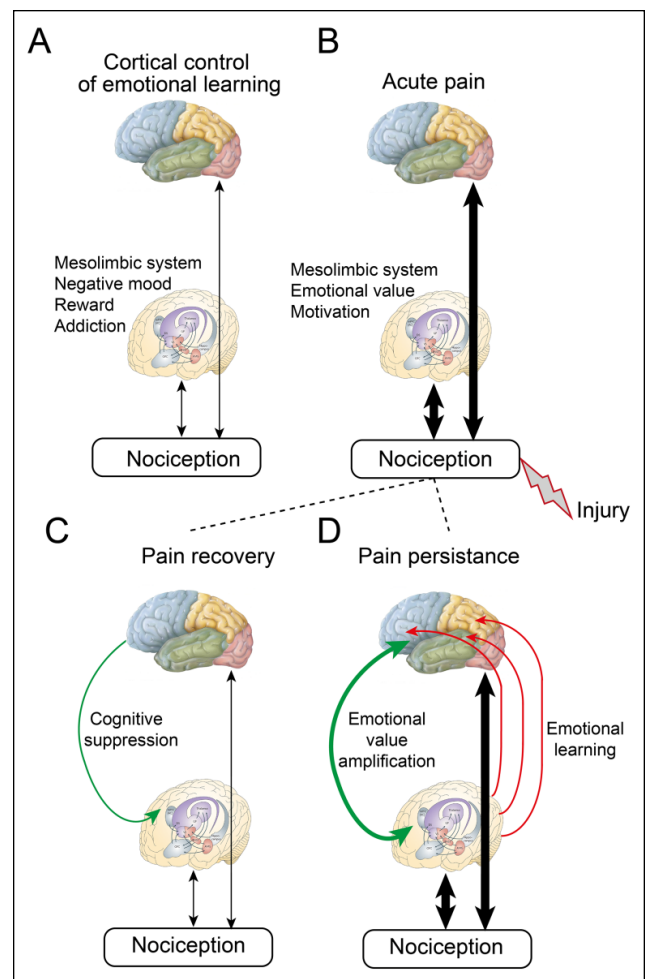 A
Cortical control
of emotional learning
Mesolimbic system
Negative mood
Reward
Addiction
Nociception
B
Acute pain
Mesolimbic system
Emotional value
Motivation
Nociception
Injury
C
Pain recovery
Cognitive
suppression
Nociception
D
Pain persistance
Emotional
value
amplification
Emotional
learning
Nociception